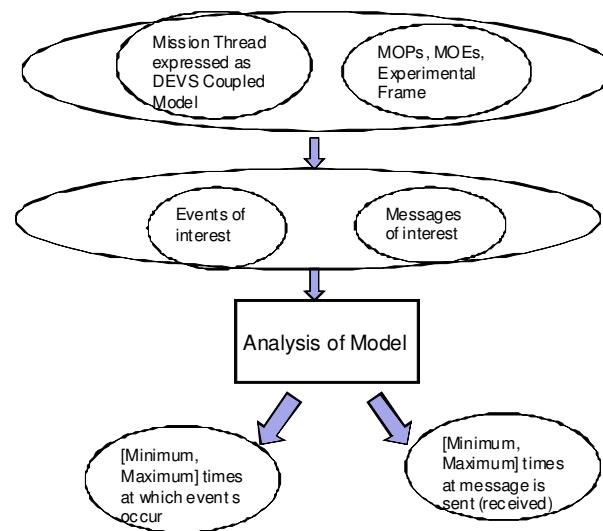 Mission Thread
expressed as
DEVS Coupled
Model
MOPs, MOEs,
Experimental
Frame
Events of
interest
Messages
of interest
Analysis of Model
[Minimum,
Maximum] times
at which events
occur
[Minimum,
Maximum] times
at message is
sent (received)